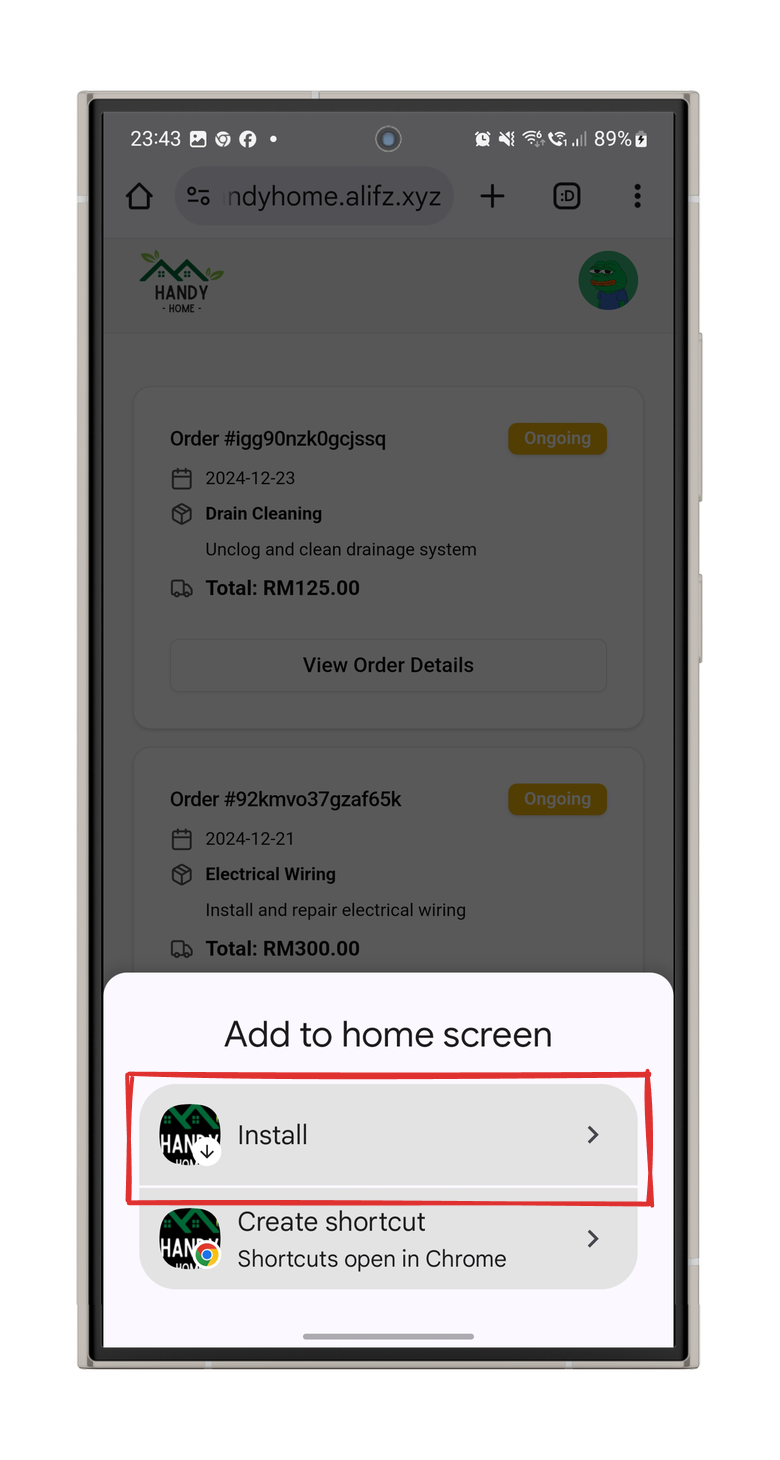 23:43
89%
ndyhome.alifz.xyz
:D
HANDY
- HOME -
Order #igg90nzk0gcjssq
Ongoing
2024-12-23
Drain Cleaning
Unclog and clean drainage system
Total: RM125.00
View Order Details
Order #92kmvo37gzaf65k
Ongoing
2024-12-21
Electrical Wiring
Install and repair electrical wiring
Total: RM300.00
Add to home screen
Install
Create shortcut
Shortcuts open in Chrome